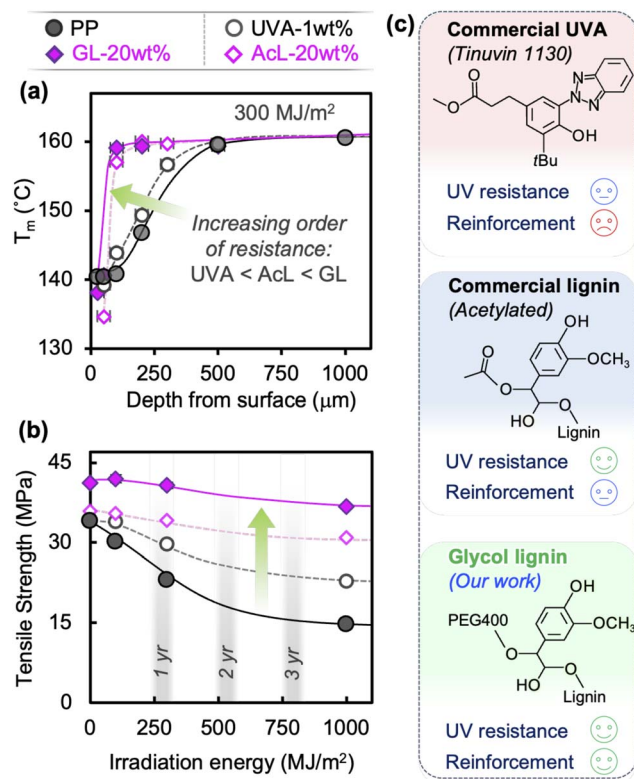 PP
UVA-1wt%
GL-20wt%
AcL-20wt%
(a)
300 MJ/m²
160
150
140
130
Tm (°C)
Increasing order
of resistance:
UVA < AcL < GL
0 250 500 750 1000
Depth from surface (μm)
(b)
45
30
15
0
Tensile Strength (MPa)
1 yr
2 yr
3 yr
0 250 500 750 1000
Irradiation energy (MJ/m²)
(c)
Commercial UVA
(Tinuvin 1130)
O
O
N
N
N
OH
tBu
UV resistance
Reinforcement
Commercial lignin
(Acetylated)
OH
OCH₃
O
O
HO
O
Lignin
UV resistance
Reinforcement
Glycol lignin
(Our work)
OH
PEG400
OCH₃
O
HO
O
Lignin
UV resistance
Reinforcement